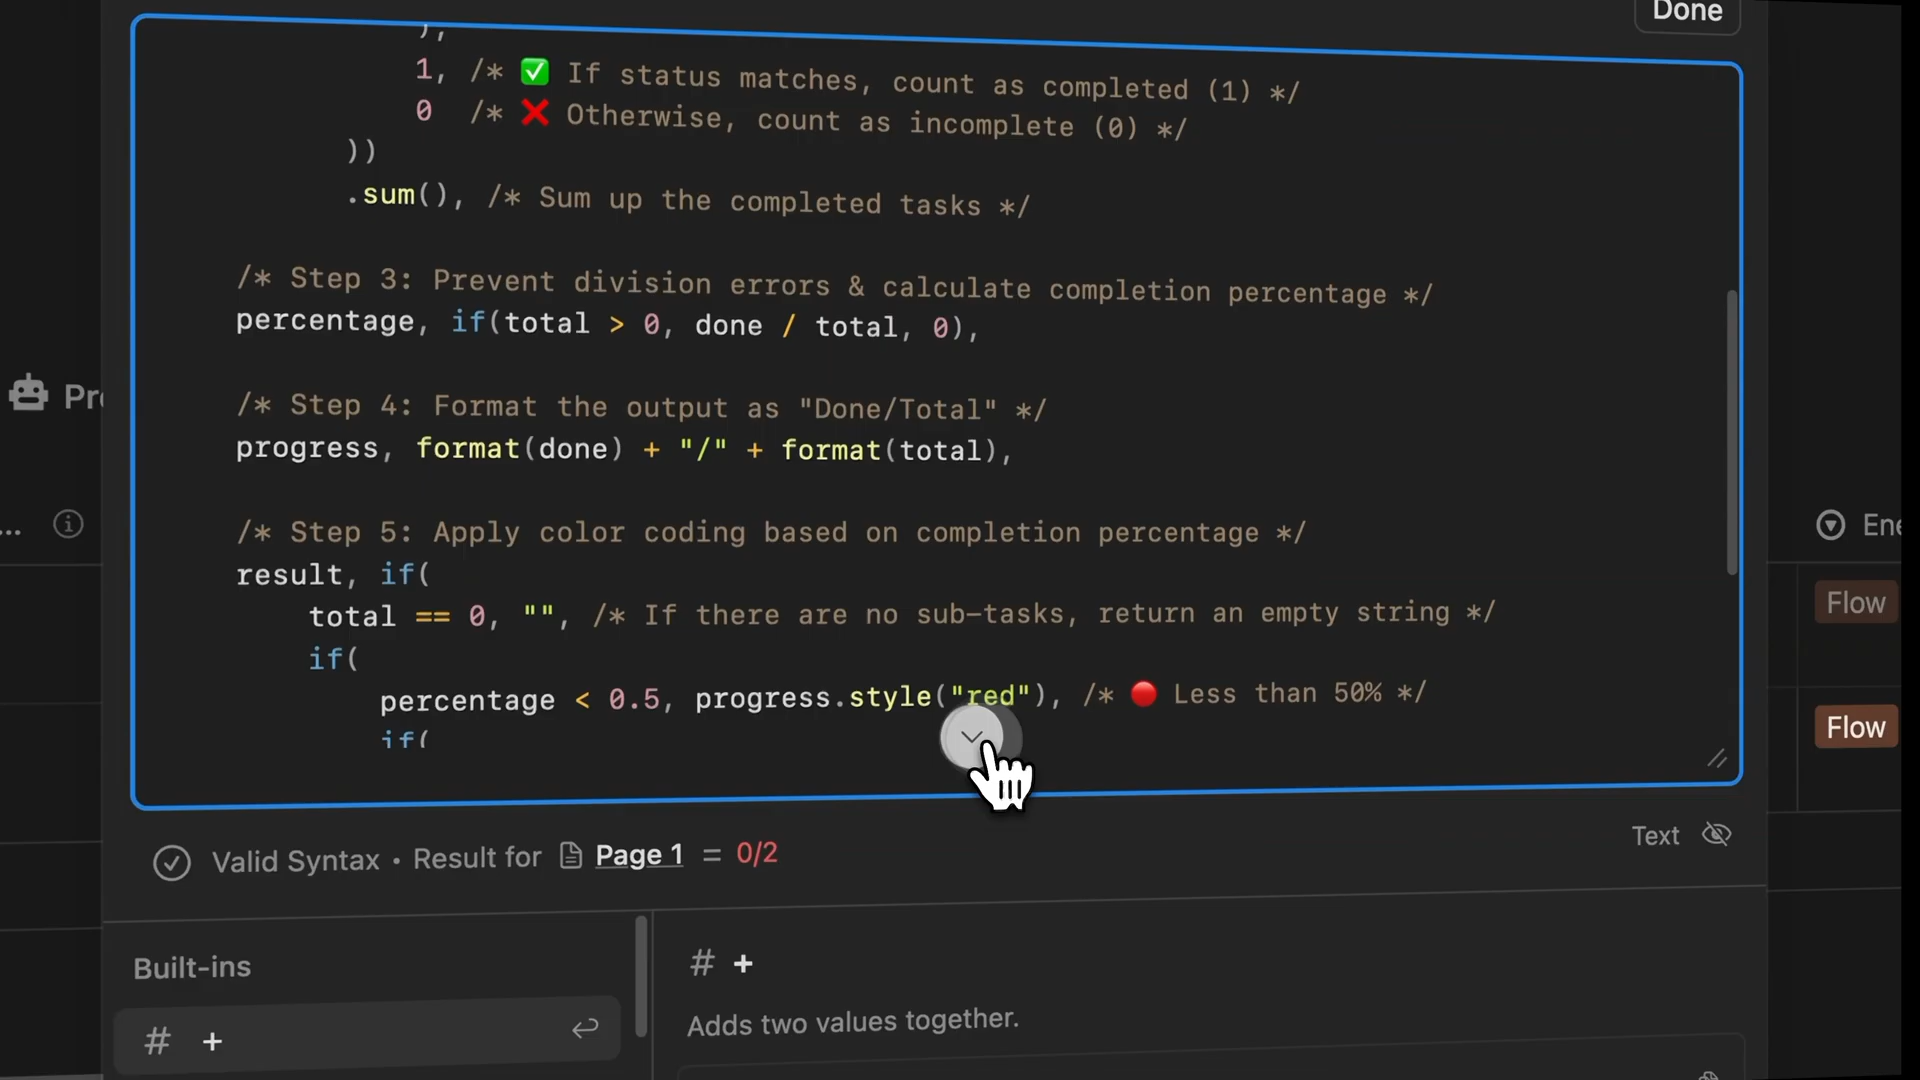 Done
),
1, /* ✅ If status matches, count as completed (1) */
0 /* ❌ Otherwise, count as incomplete (0) */
))
.sum(), /* Sum up the completed tasks */
/* Step 3: Prevent division errors & calculate completion percentage */
percentage, if(total > 0, done / total, 0),
/* Step 4: Format the output as "Done/Total" */
progress, format(done) + "/" + format(total),
/* Step 5: Apply color coding based on completion percentage */
result, if(
total == 0, "", /* If there are no sub-tasks, return an empty string */
if(
percentage < 0.5, progress.style("red"), /* 🔴 Less than 50% */
if(
Flow
Flow
Text
Valid Syntax • Result for Page 1 = 0/2
Built-ins
# +
# +
Adds two values together.